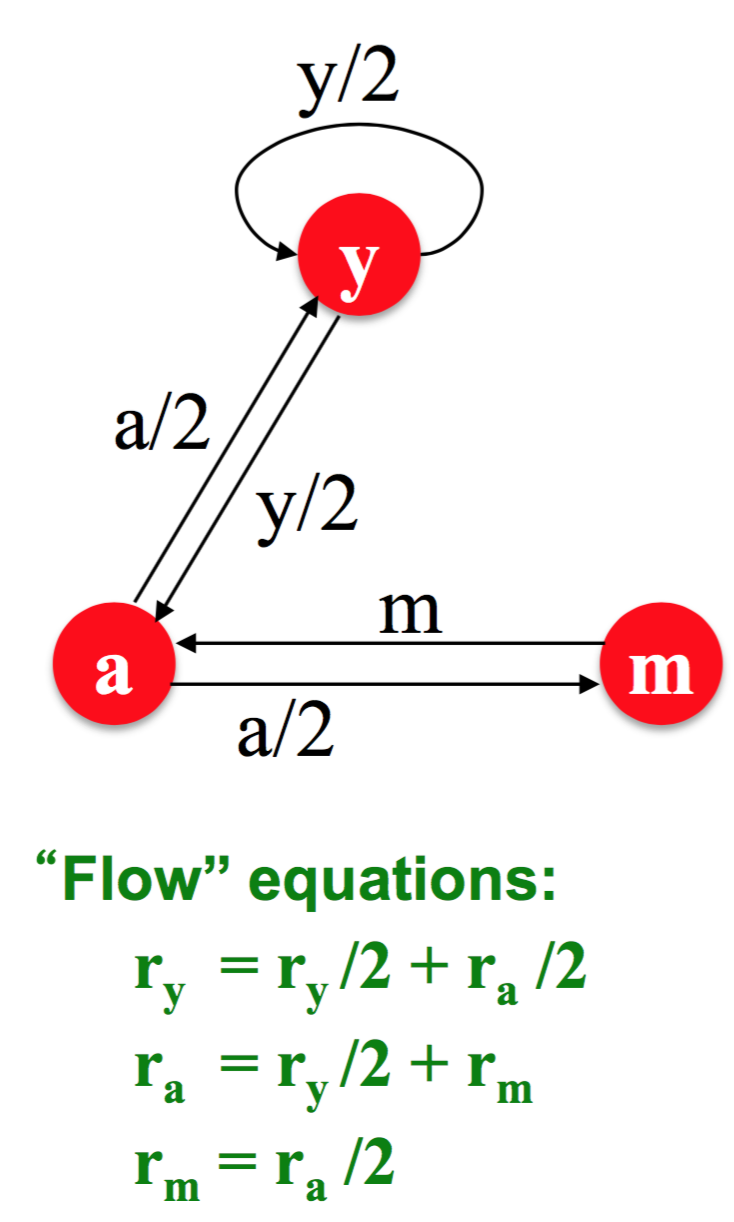 y/2
y
a/2
y/2
m
a
m
a/2
“Flow” equations:
r_y = r_y /2 + r_a /2
r_a = r_y /2 + r_m
r_m = r_a /2